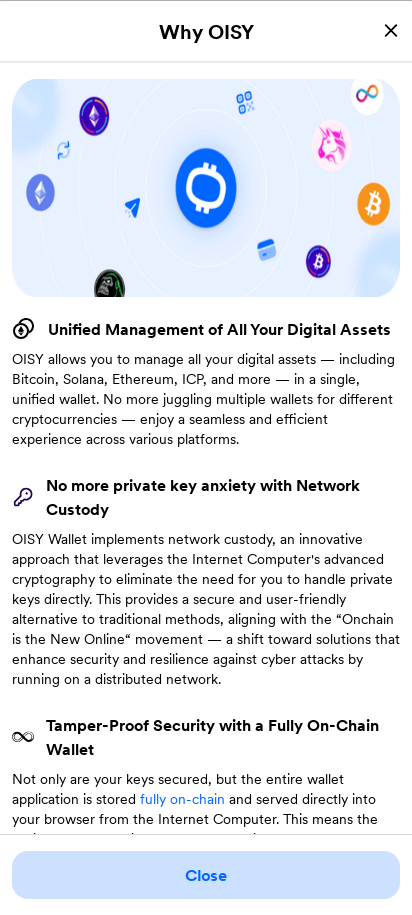 Why OISY
Unified Management of All Your Digital Assets
OISY allows you to manage all your digital assets — including
Bitcoin, Solana, Ethereum, ICP, and more — in a single,
unified wallet. No more juggling multiple wallets for different
cryptocurrencies — enjoy a seamless and efficient
experience across various platforms.
No more private key anxiety with Network
Custody
OISY Wallet implements network custody, an innovative
approach that leverages the Internet Computer's advanced
cryptography to eliminate the need for you to handle private
keys directly. This provides a secure and user-friendly
alternative to traditional methods, aligning with the “Onchain
is the New Online“ movement — a shift toward solutions that
enhance security and resilience against cyber attacks by
running on a distributed network.
Tamper-Proof Security with a Fully On-Chain
Wallet
Not only are your keys secured, but the entire wallet
application is stored fully on-chain and served directly into
your browser from the Internet Computer. This means the
Close